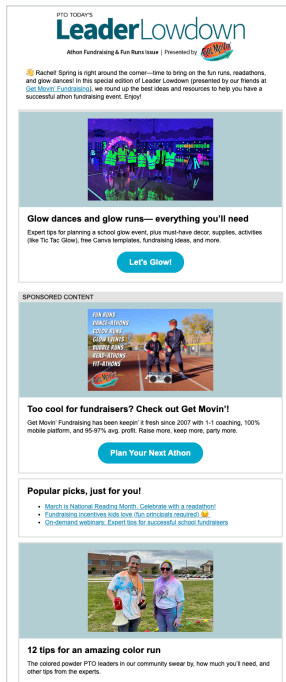 PTO TODAY'S
LeaderLowdown
Athon Fundraising & Fun Runs Issue | Presented by Get Movin'
👋 Rachel! Spring is right around the corner—time to bring on the fun runs, readathons,
and glow dances! In this special edition of Leader Lowdown (presented by our friends at
Get Movin' Fundraising), we round up the best ideas and resources to help you have a
successful athon fundraising event. Enjoy!
Glow dances and glow runs— everything you'll need
Expert tips for planning a school glow event, plus must-have decor, supplies, activities
(like Tic Tac Glow), free Canva templates, fundraising ideas, and more.
Let's Glow!
SPONSORED CONTENT
FUN RUNS
DANCE-ATHONS
COLOR RUNS
GLOW EVENTS
BUBBLE RUNS
READ-ATHONS
FIT-ATHONS
Get Movin'
Too cool for fundraisers? Check out Get Movin'!
Get Movin' Fundraising has been keepin' it fresh since 2007 with 1-1 coaching, 100%
mobile platform, and 95-97% avg. profit. Raise more, keep more, party more.
Plan Your Next Athon
Popular picks, just for you!
• March is National Reading Month. Celebrate with a readathon!
• Fundraising incentives kids love (fun principals required) 😉
• On-demand webinars: Expert tips for successful school fundraisers
12 tips for an amazing color run
The colored powder PTO leaders in our community swear by, how much you'll need, and
other tips from the experts.